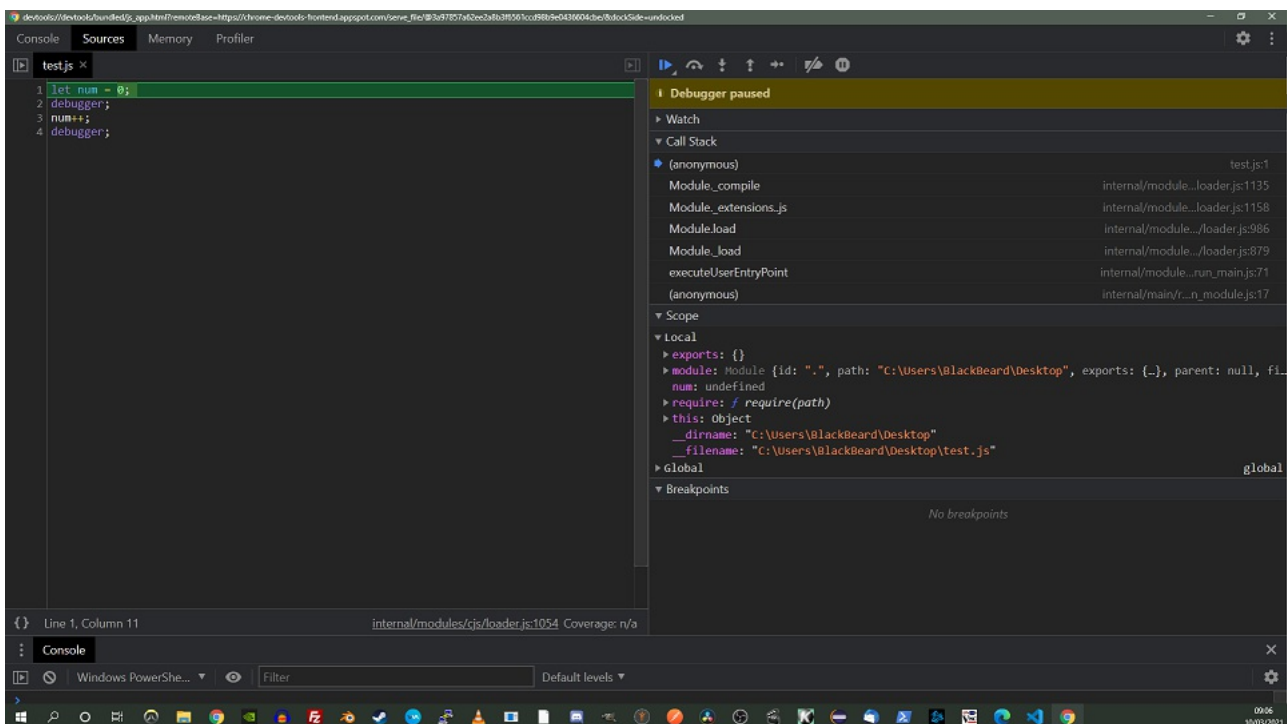 devtools://devtools/bundled/js_app.html?remoteBase=https://chrome-devtools-frontend.appspot.com/serve_file/@3a97857a62ee2a8b3f6561ccd98b9e0436604cbe/&dockSide=undocked
Console Sources Memory Profiler
test.js ×
1 let num = 0;
2 debugger;
3 num++;
4 debugger;
Debugger paused
Watch
Call Stack
(anonymous) test.js:1
Module._compile internal/module...loader.js:1135
Module._extensions..js internal/module...loader.js:1158
Module.load internal/module.../loader.js:986
Module._load internal/module.../loader.js:879
executeUserEntryPoint internal/module...run_main.js:71
(anonymous) internal/main/r...n_module.js:17
Scope
Local
exports: {}
module: Module {id: ".", path: "C:\Users\BlackBeard\Desktop", exports: {…}, parent: null, fi…
num: undefined
require: ƒ require(path)
this: Object
__dirname: "C:\Users\BlackBeard\Desktop"
__filename: "C:\Users\BlackBeard\Desktop\test.js"
Global global
Breakpoints
No breakpoints
{} Line 1, Column 11 internal/modules/cjs/loader.js:1054 Coverage: n/a
Console
Windows PowerShe... Filter Default levels
09:06
10/03/2021